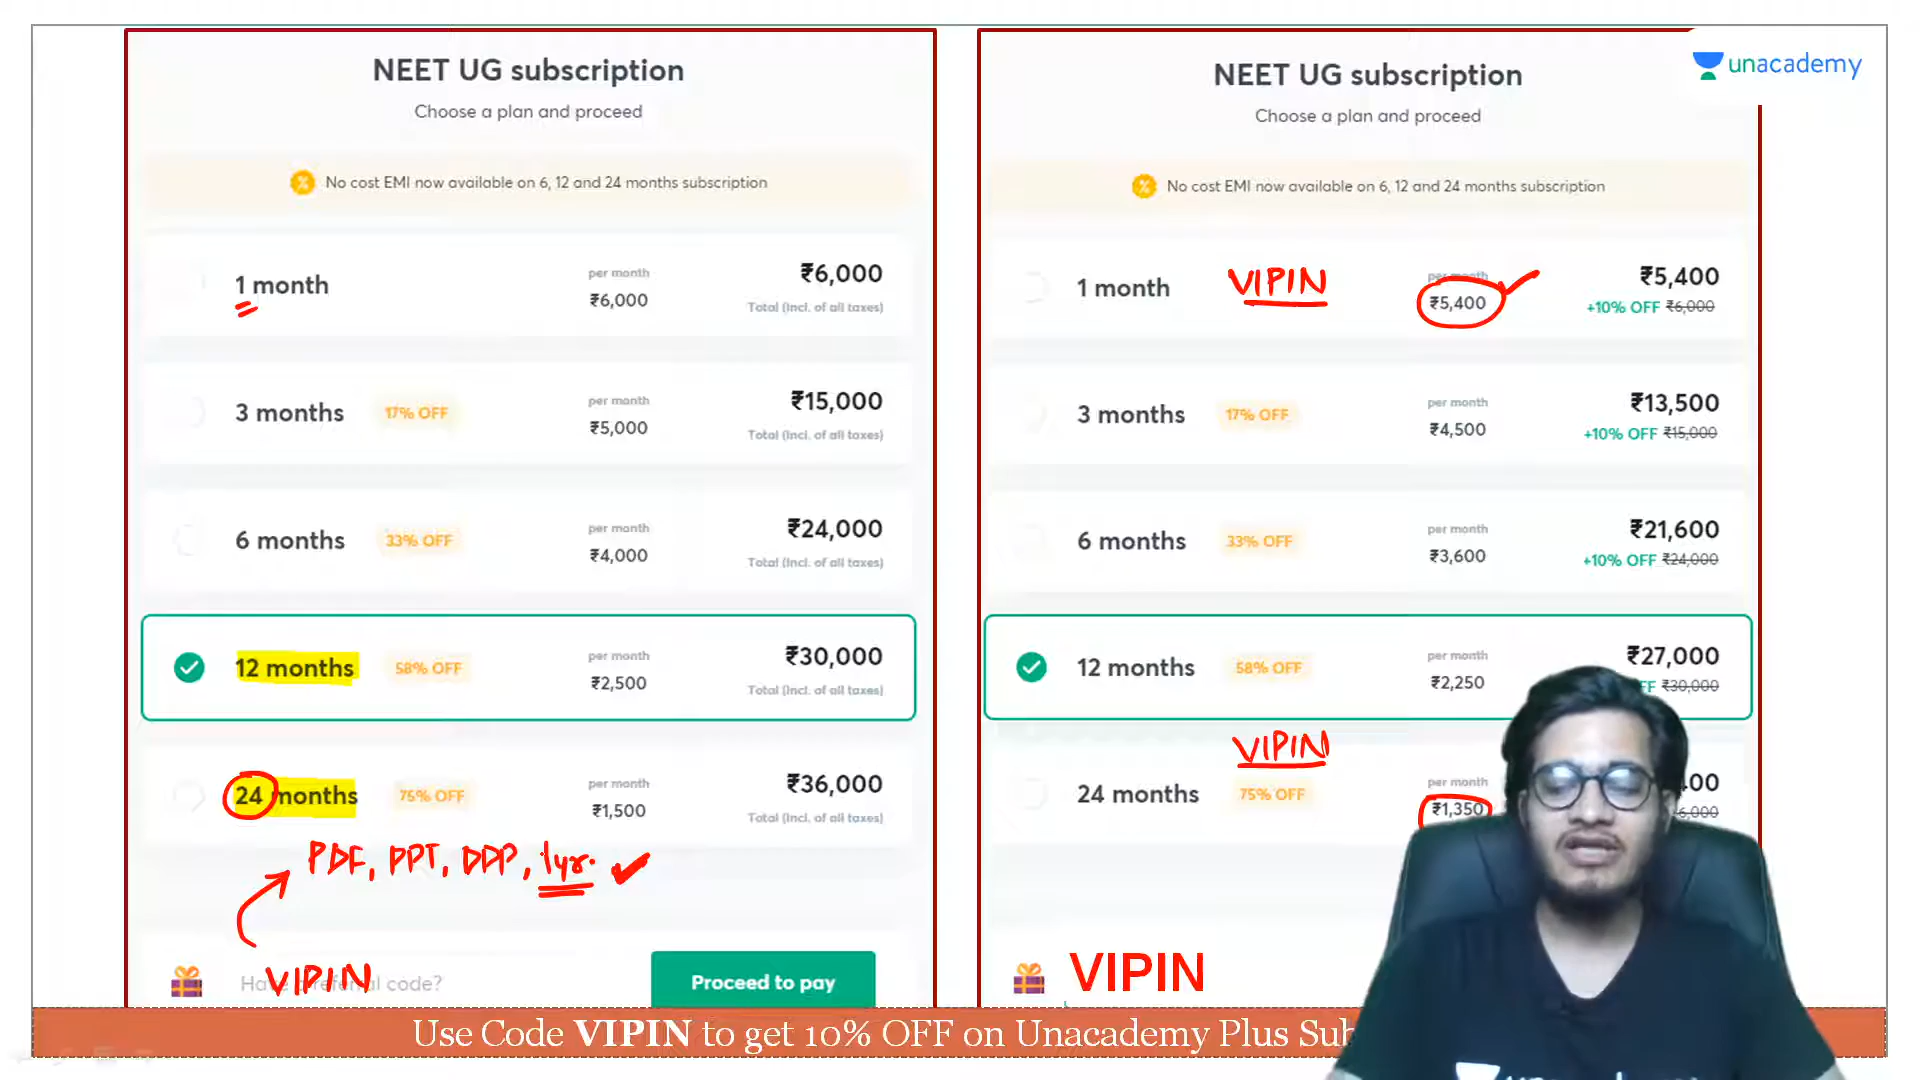 unacademy
NEET UG subscription
Choose a plan and proceed
No cost EMI now available on 6, 12 and 24 months subscription
1 month
per month
₹6,000
₹6,000
Total (Incl. of all taxes)
3 months
17% OFF
per month
₹5,000
₹15,000
Total (Incl. of all taxes)
6 months
33% OFF
per month
₹4,000
₹24,000
Total (Incl. of all taxes)
12 months
58% OFF
per month
₹2,500
₹30,000
Total (Incl. of all taxes)
24 months
75% OFF
per month
₹1,500
₹36,000
Total (Incl. of all taxes)
PDF, PPT, DPP, 1yr.
Have a referral code?
VIPIN
Proceed to pay
NEET UG subscription
Choose a plan and proceed
No cost EMI now available on 6, 12 and 24 months subscription
1 month
VIPIN
per month
₹5,400
₹5,400
+10% OFF ₹6,000
3 months
17% OFF
per month
₹4,500
₹13,500
+10% OFF ₹15,000
6 months
33% OFF
per month
₹3,600
₹21,600
+10% OFF ₹24,000
12 months
58% OFF
per month
₹2,250
₹27,000
₹30,000
VIPIN
24 months
75% OFF
per month
₹1,350
VIPIN
Use Code VIPIN to get 10% OFF on Unacademy Plus